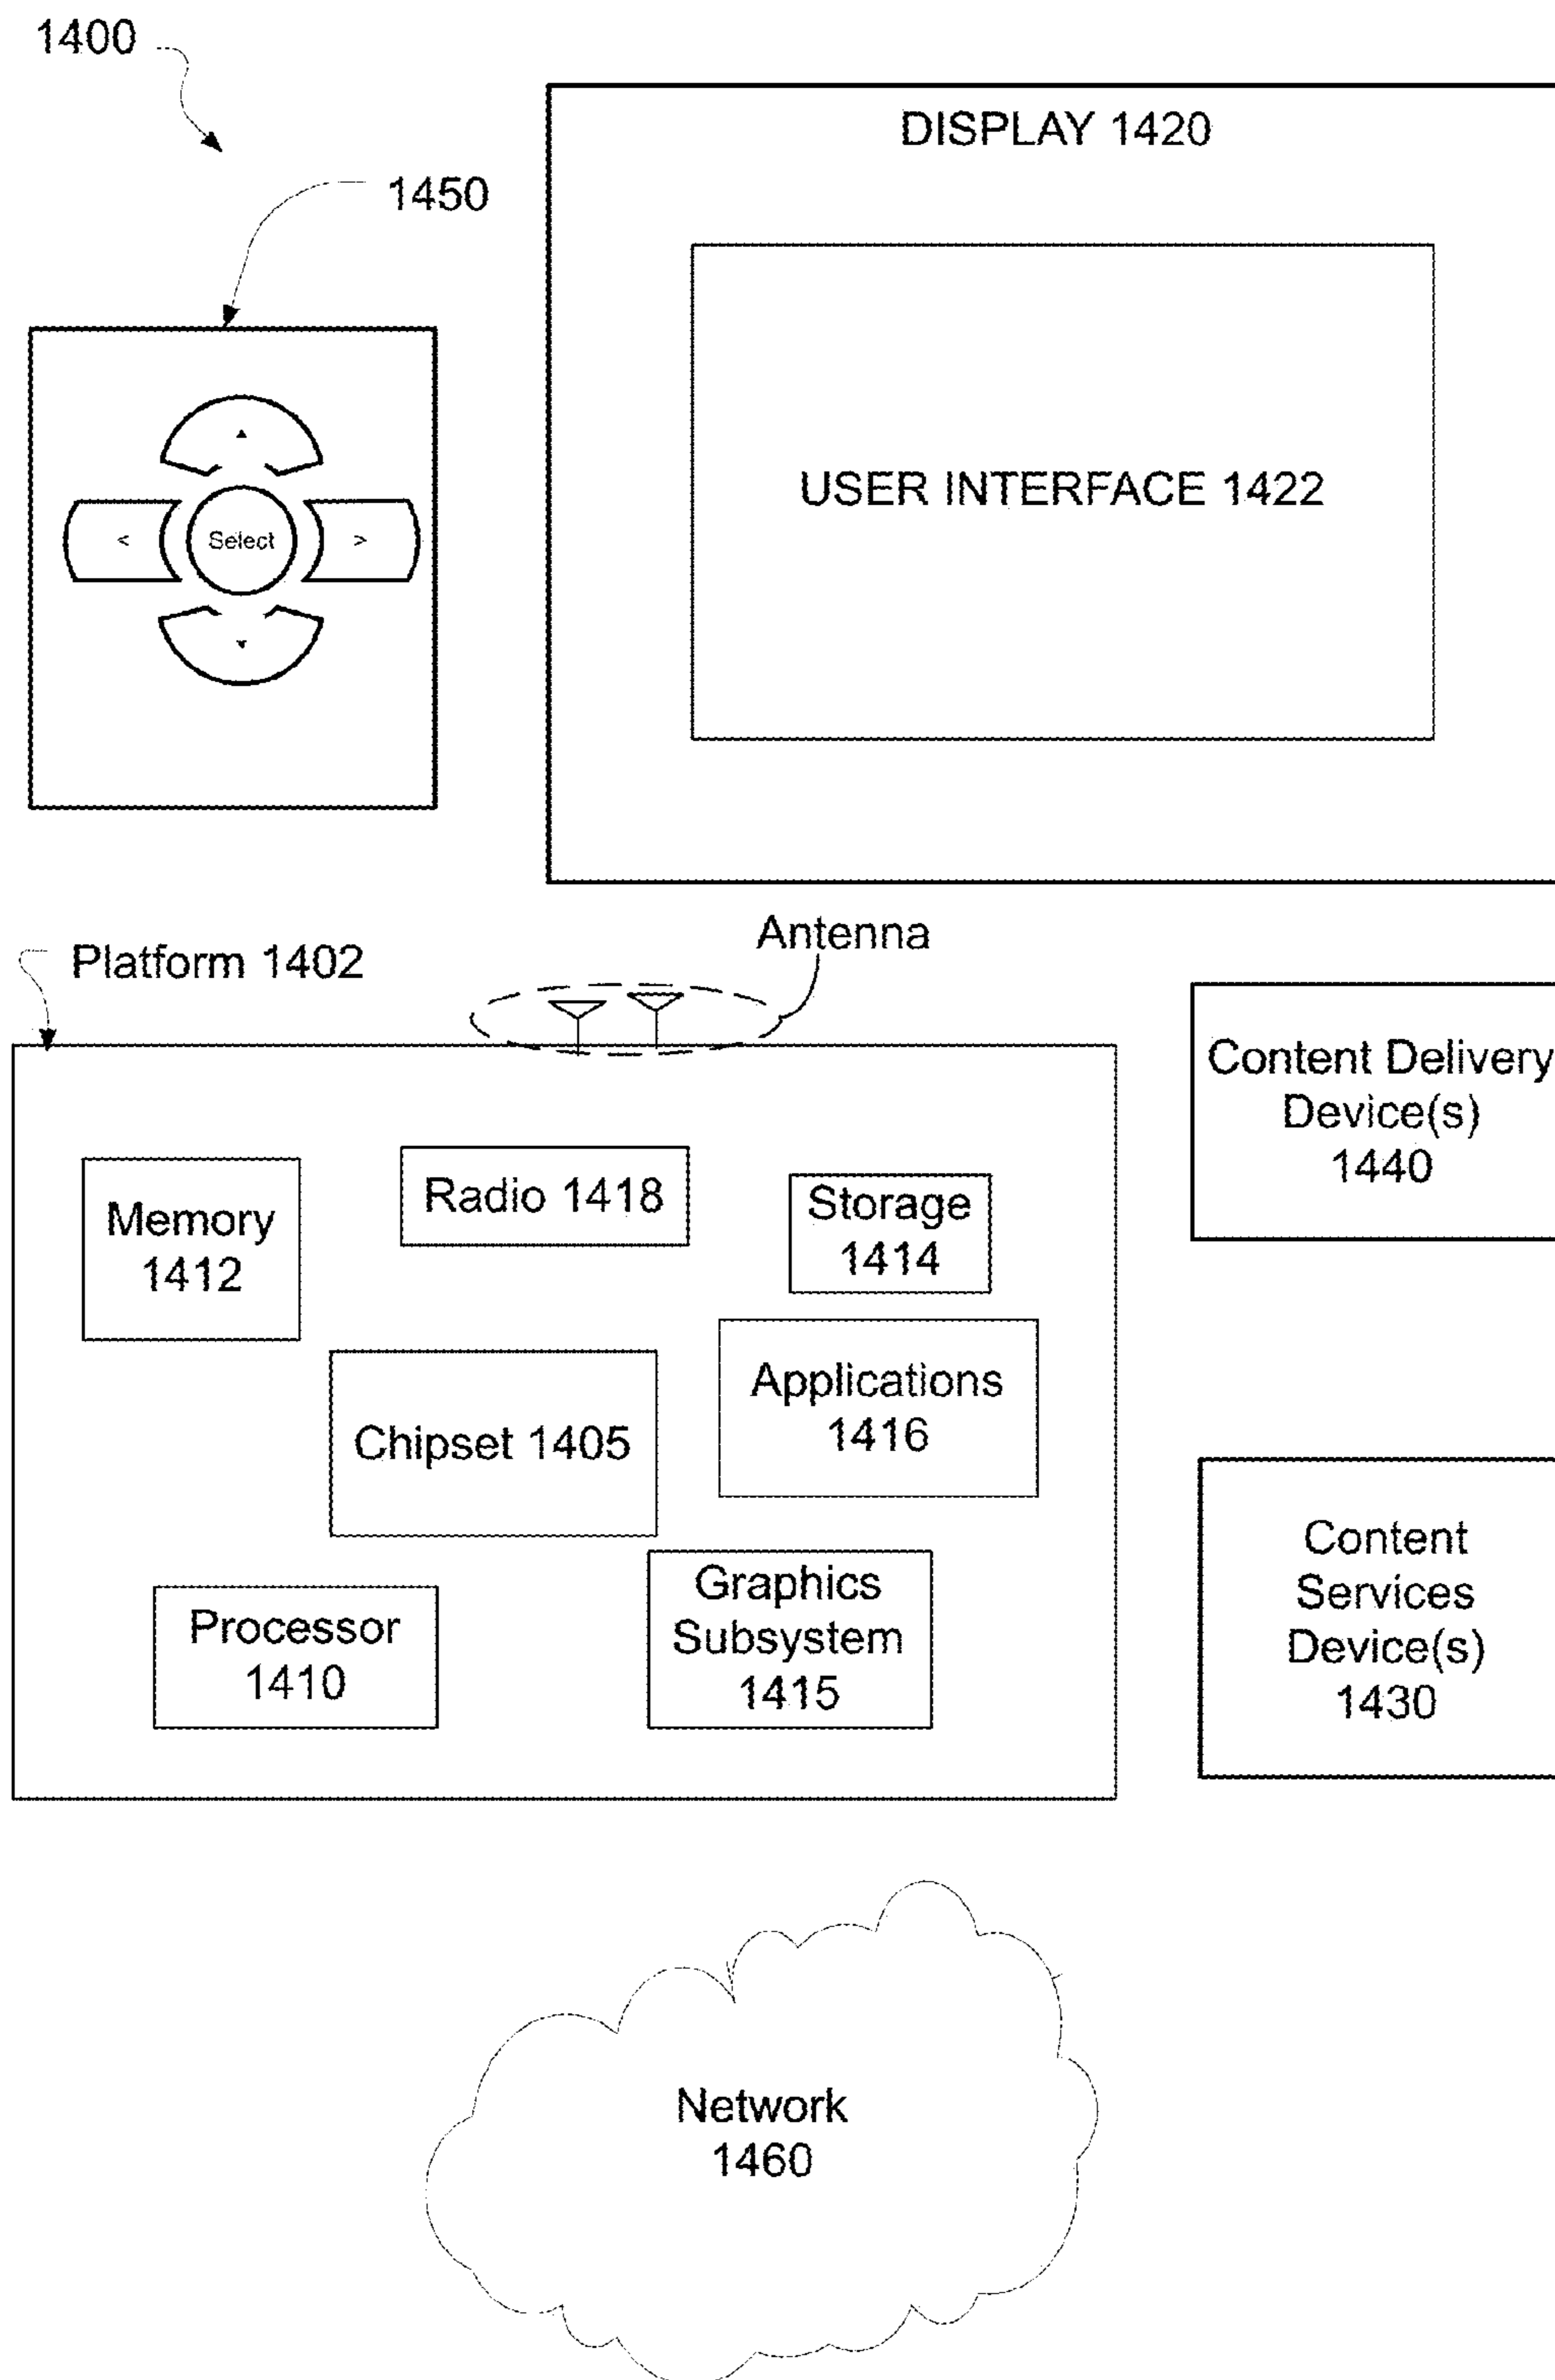 1400
DISPLAY 1420
1450
USER INTERFACE 1422
▲
<
Select
>
▼
Antenna
Platform 1402
Content Delivery
Device(s)
1440
Memory
1412
Radio 1418
Storage
1414
Chipset 1405
Applications
1416
Processor
1410
Graphics
Subsystem
1415
Content
Services
Device(s)
1430
Network
1460